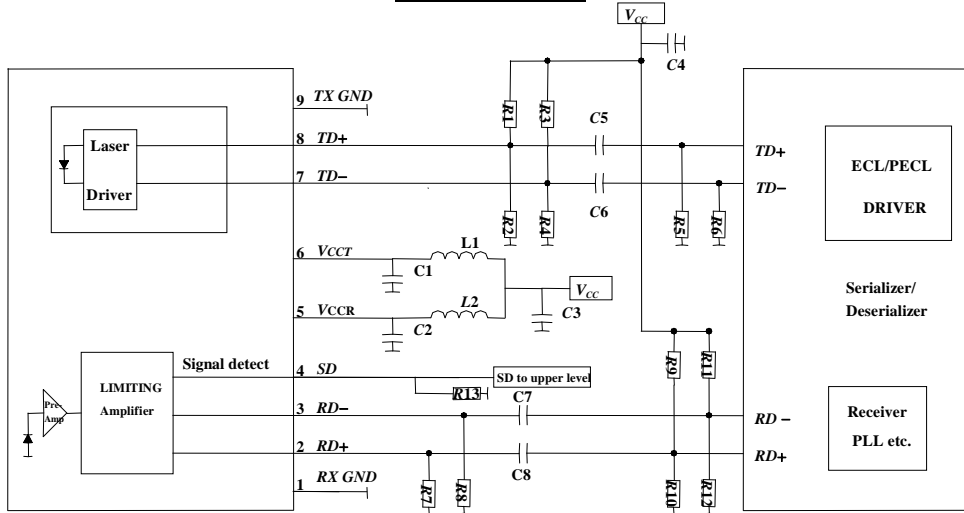 VCC
C4
9 TX GND
R1
R3
C5
Laser
Driver
8 TD+
TD+
ECL/PECL
DRIVER
7 TD−
TD−
C6
R2
R4
R5
R6
6 VCCT
C1
L1
VCC
Serializer/
Deserializer
5 VCCR
C2
L2
C3
R9
R11
Signal detect
4 SD
SD to upper level
R13
LIMITING
Amplifier
Pre-
Amp
3 RD−
C7
RD −
Receiver
PLL etc.
2 RD+
C8
RD+
1 RX GND
R7
R8
R10
R12